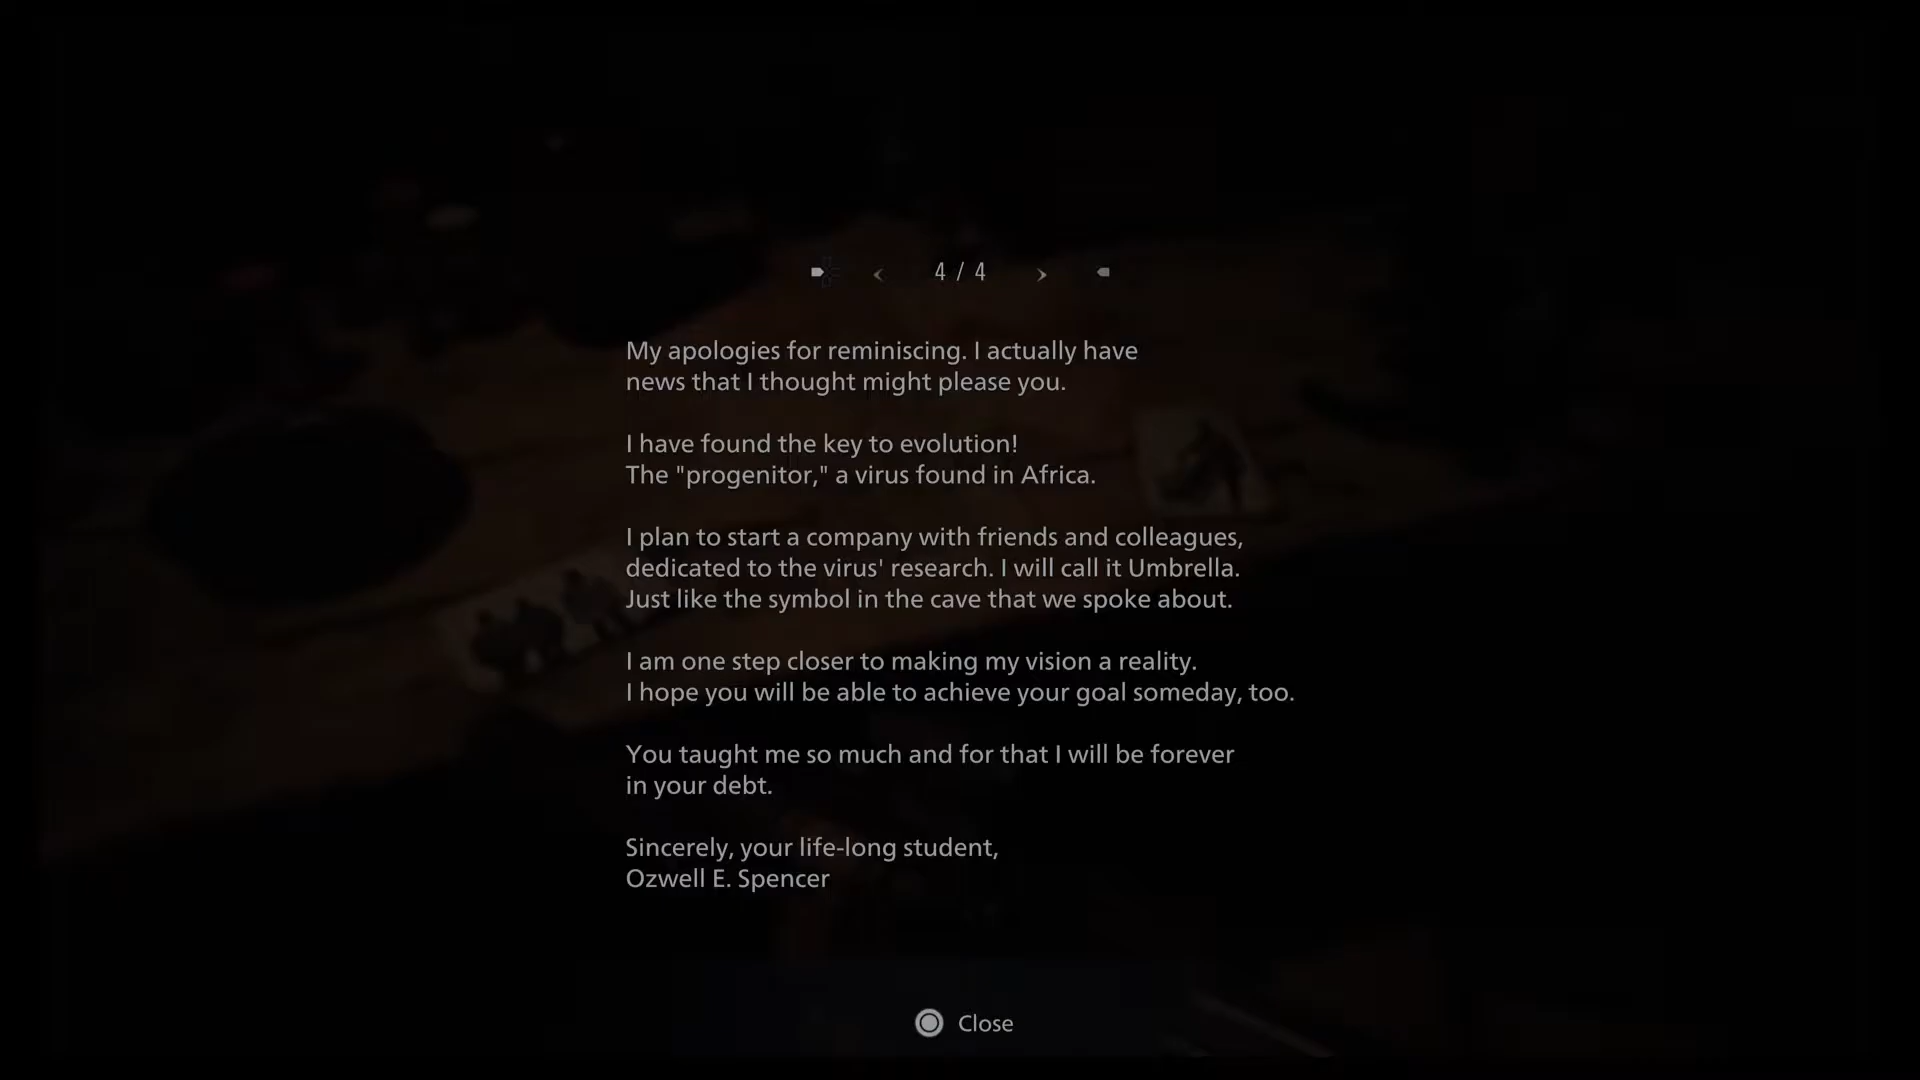 4 / 4
My apologies for reminiscing. I actually have
news that I thought might please you.
I have found the key to evolution!
The "progenitor," a virus found in Africa.
I plan to start a company with friends and colleagues,
dedicated to the virus' research. I will call it Umbrella.
Just like the symbol in the cave that we spoke about.
I am one step closer to making my vision a reality.
I hope you will be able to achieve your goal someday, too.
You taught me so much and for that I will be forever
in your debt.
Sincerely, your life-long student,
Ozwell E. Spencer
Close